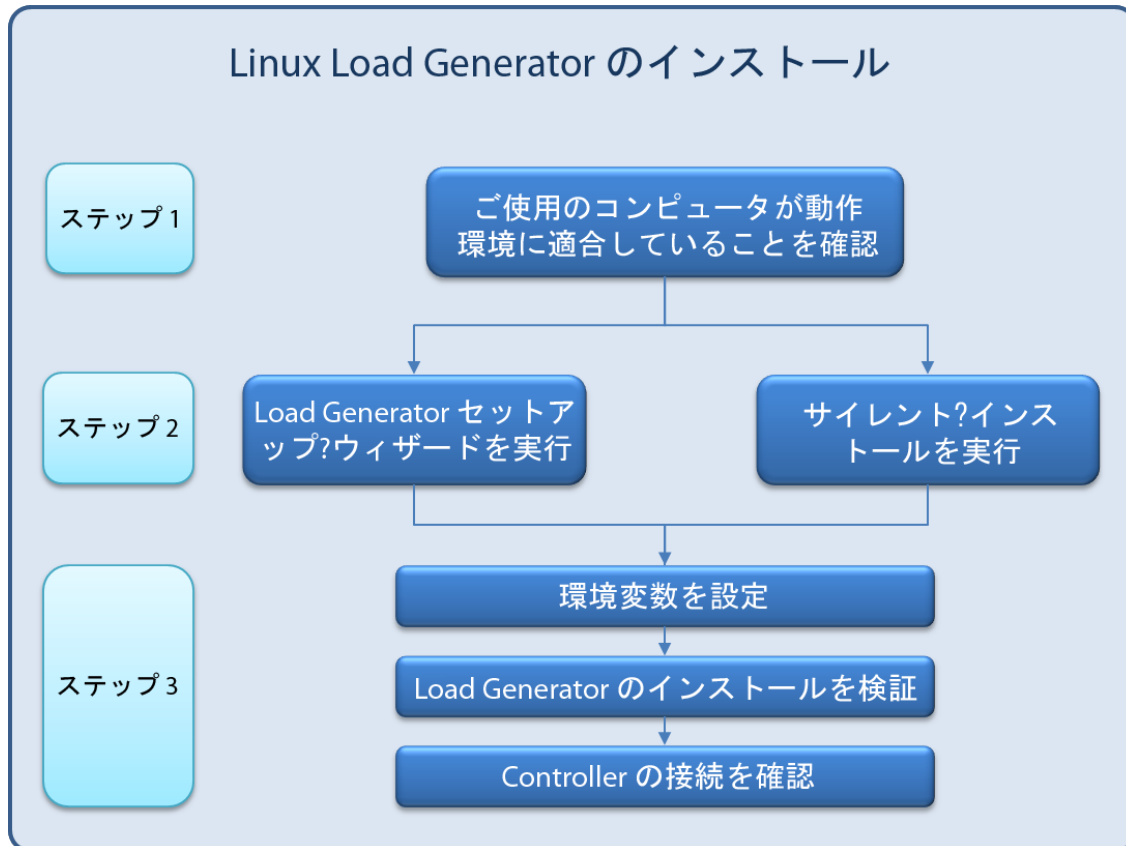 Linux Load Generator のインストール
ステップ 1
ご使用のコンピュータが動作
環境に適合していることを確認
ステップ 2
Load Generator セットア
ップ?ウィザードを実行
サイレント?インス
トールを実行
ステップ 3
環境変数を設定
Load Generator のインストールを検証
Controller の接続を確認